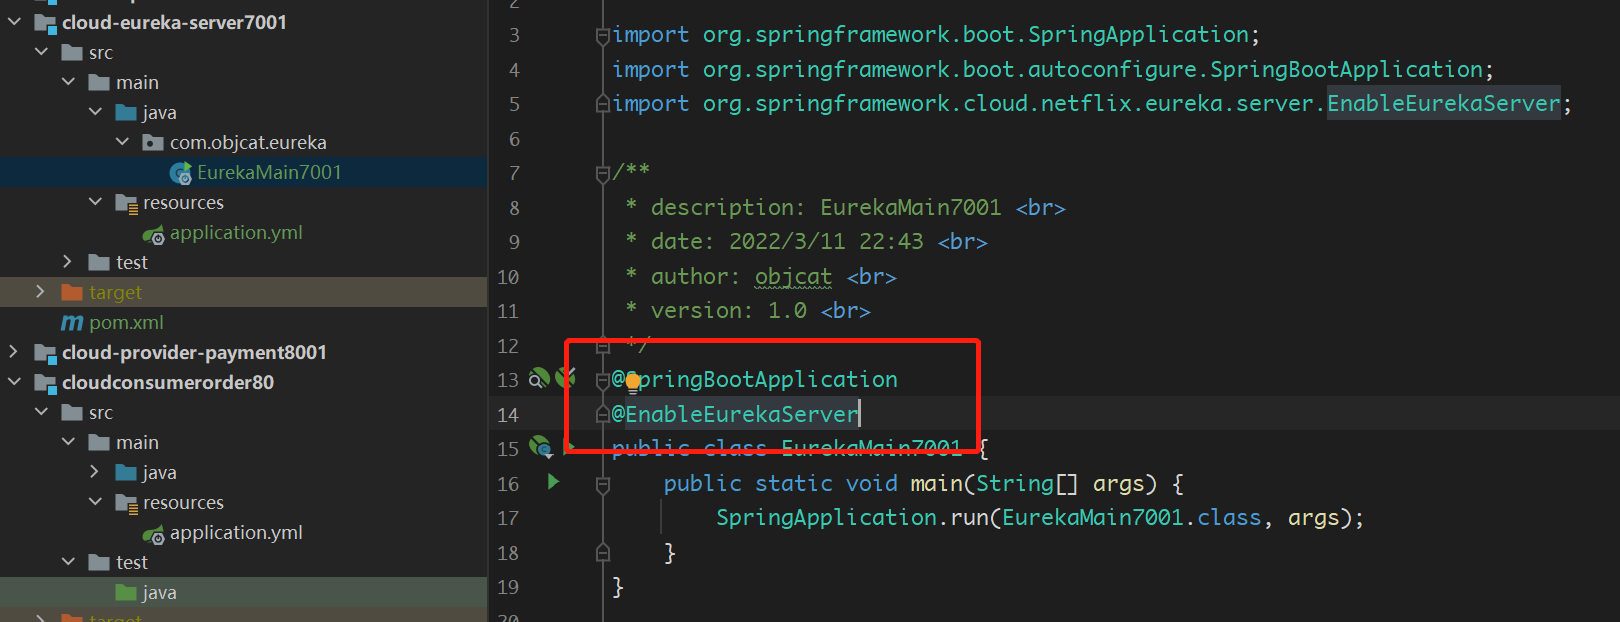 cloud-eureka-server7001
src
main
java
com.objcat.eureka
EurekaMain7001
resources
application.yml
test
target
pom.xml
cloud-provider-payment8001
cloudconsumerorder80
src
main
java
resources
application.yml
test
java
target
2
3 import org.springframework.boot.SpringApplication;
4 import org.springframework.boot.autoconfigure.SpringBootApplication;
5 import org.springframework.cloud.netflix.eureka.server.EnableEurekaServer;
6
7 /**
8 * description: EurekaMain7001 <br>
9 * date: 2022/3/11 22:43 <br>
10 * author: objcat <br>
11 * version: 1.0 <br>
12 */
13 @SpringBootApplication
14 @EnableEurekaServer
15 public class EurekaMain7001 {
16 public static void main(String[] args) {
17 SpringApplication.run(EurekaMain7001.class, args);
18 }
19 }
20